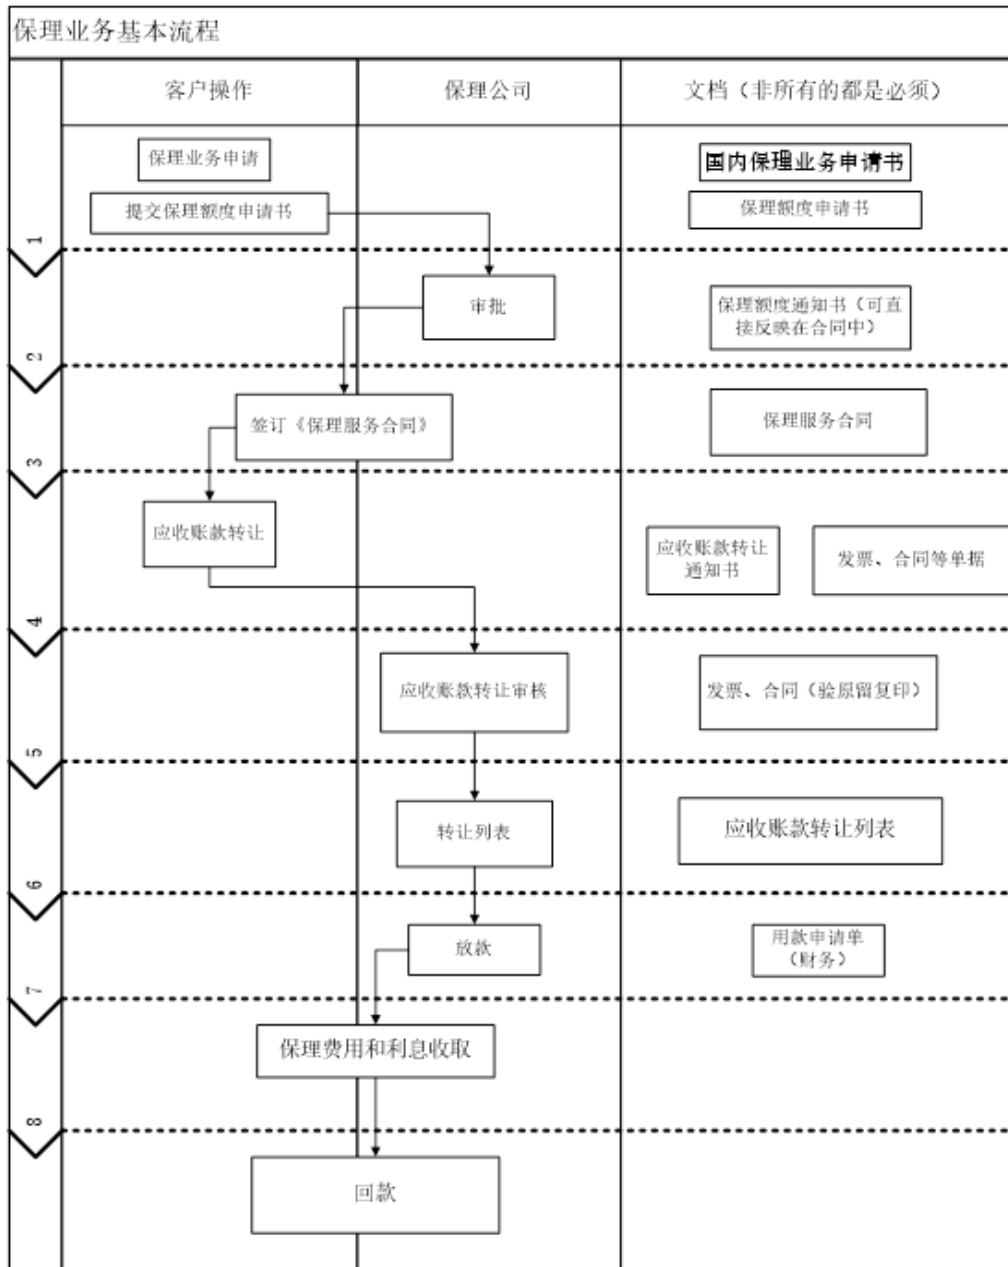 保理业务基本流程
客户操作
保理公司
文档（非所有的都是必须）
保理业务申请
国内保理业务申请书
提交保理额度申请书
保理额度申请书
1
审批
保理额度通知书（可直
接反映在合同中）
2
签订《保理服务合同》
保理服务合同
3
应收账款转让
应收账款转让
通知书
发票、合同等单据
4
应收账款转让审核
发票、合同（验原留复印）
5
转让列表
应收账款转让列表
6
放款
用款申请单
（财务）
7
保理费用和利息收取
8
回款